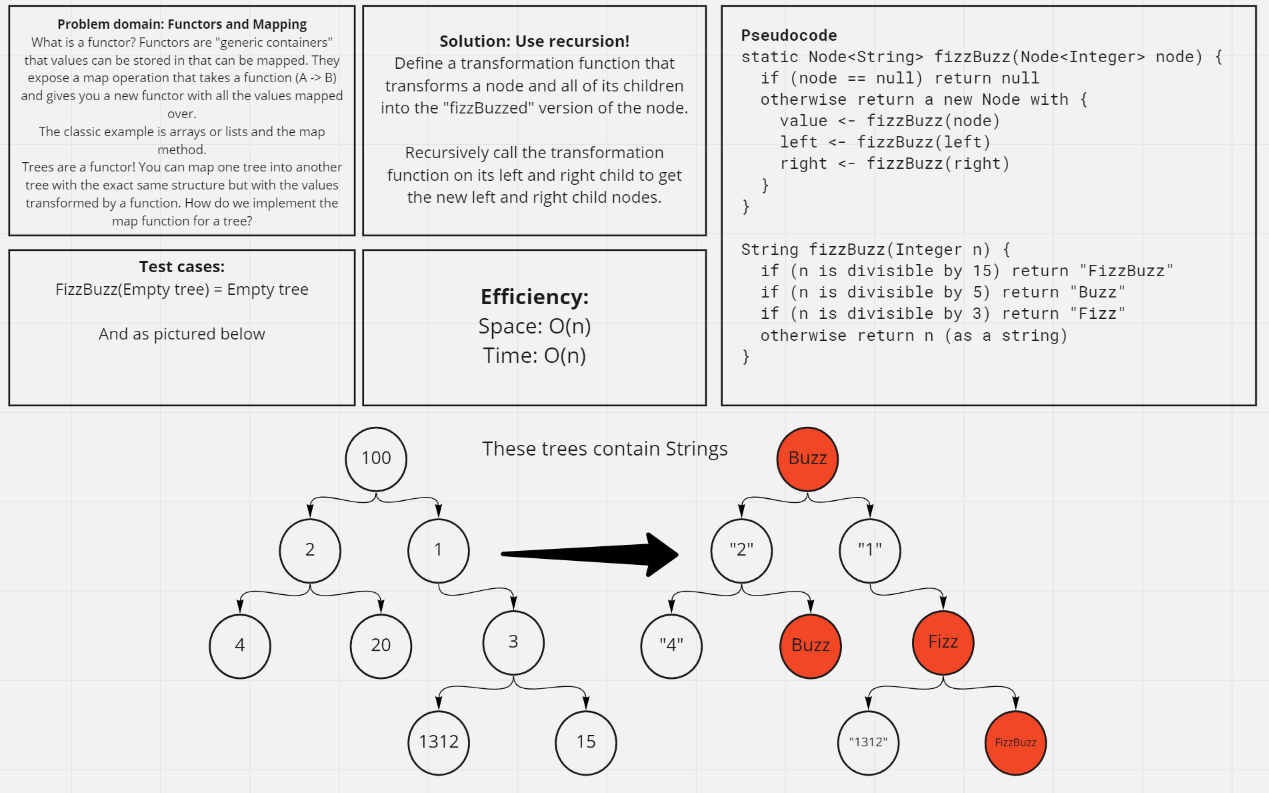 Problem domain: Functors and Mapping
What is a functor? Functors are "generic containers"
that values can be stored in that can be mapped. They
expose a map operation that takes a function (A -> B)
and gives you a new functor with all the values mapped
over.
The classic example is arrays or lists and the map
method.
Trees are a functor! You can map one tree into another
tree with the exact same structure but with the values
transformed by a function. How do we implement the
map function for a tree?
Solution: Use recursion!
Define a transformation function that
transforms a node and all of its children
into the "fizzBuzzed" version of the node.
Recursively call the transformation
function on its left and right child to get
the new left and right child nodes.
Pseudocode
static Node<String> fizzBuzz(Node<Integer> node) {
  if (node == null) return null
  otherwise return a new Node with {
    value <- fizzBuzz(node)
    left <- fizzBuzz(left)
    right <- fizzBuzz(right)
  }
}
String fizzBuzz(Integer n) {
  if (n is divisible by 15) return "FizzBuzz"
  if (n is divisible by 5) return "Buzz"
  if (n is divisible by 3) return "Fizz"
  otherwise return n (as a string)
}
Test cases:
FizzBuzz(Empty tree) = Empty tree
And as pictured below
Efficiency:
Space: O(n)
Time: O(n)
These trees contain Strings
100
2
1
4
20
3
1312
15
Buzz
"2"
"1"
"4"
Buzz
Fizz
"1312"
FizzBuzz